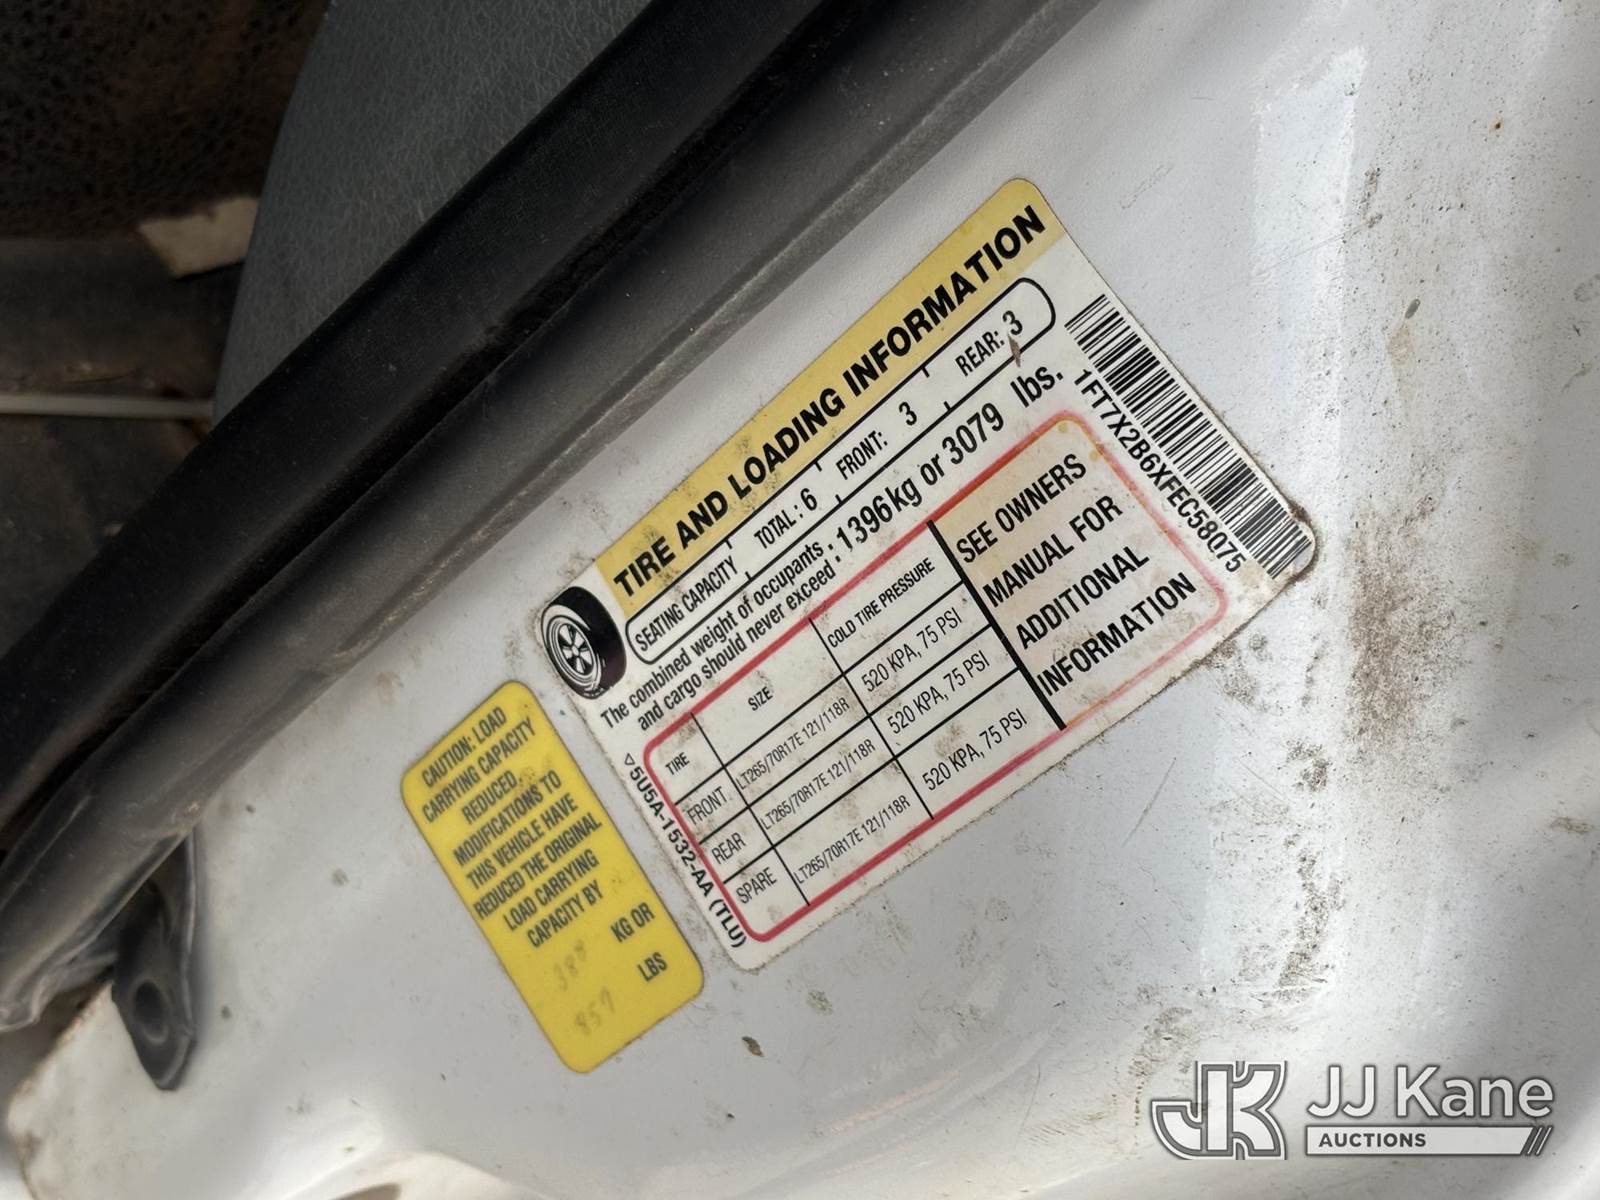 TIRE AND LOADING INFORMATION
SEATING CAPACITY TOTAL: 6 FRONT: 3 REAR: 3
The combined weight of occupants
and cargo should never exceed : 1396kg or 3079 lbs.
TIRE SIZE COLD TIRE PRESSURE
FRONT LT265/70R17E 121/118R 520 KPA, 75 PSI
REAR LT265/70R17E 121/118R 520 KPA, 75 PSI
SPARE LT265/70R17E 121/118R 520 KPA, 75 PSI
SEE OWNERS
MANUAL FOR
ADDITIONAL
INFORMATION
1FT7X2B6XFEC58075
▽5U5A-1532-AA (TLU)
CAUTION: LOAD
CARRYING CAPACITY
REDUCED.
MODIFICATIONS TO
THIS VEHICLE HAVE
REDUCED THE ORIGINAL
LOAD CARRYING
CAPACITY BY
KG OR
857 LBS
JK JJ Kane
AUCTIONS